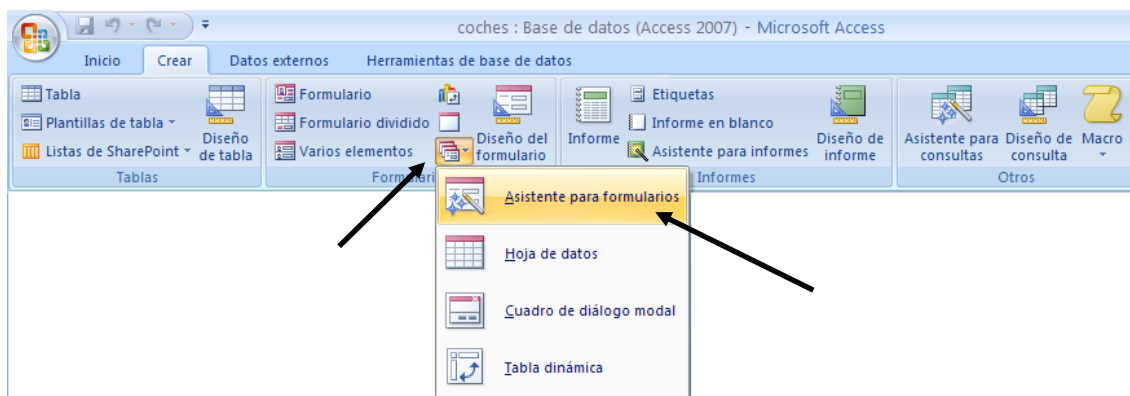 coches : Base de datos (Access 2007) - Microsoft Access
Inicio Crear Datos externos Herramientas de base de datos
Tabla
Plantillas de tabla
Listas de SharePoint
Diseño
de tabla
Tablas
Formulario
Formulario dividido
Varios elementos
Diseño del
formulario
Formulari
Informe
Etiquetas
Informe en blanco
Asistente para informes
Diseño de
informe
Informes
Asistente para
consultas
Diseño de
consulta
Macro
Otros
Asistente para formularios
Hoja de datos
Cuadro de diálogo modal
Tabla dinámica